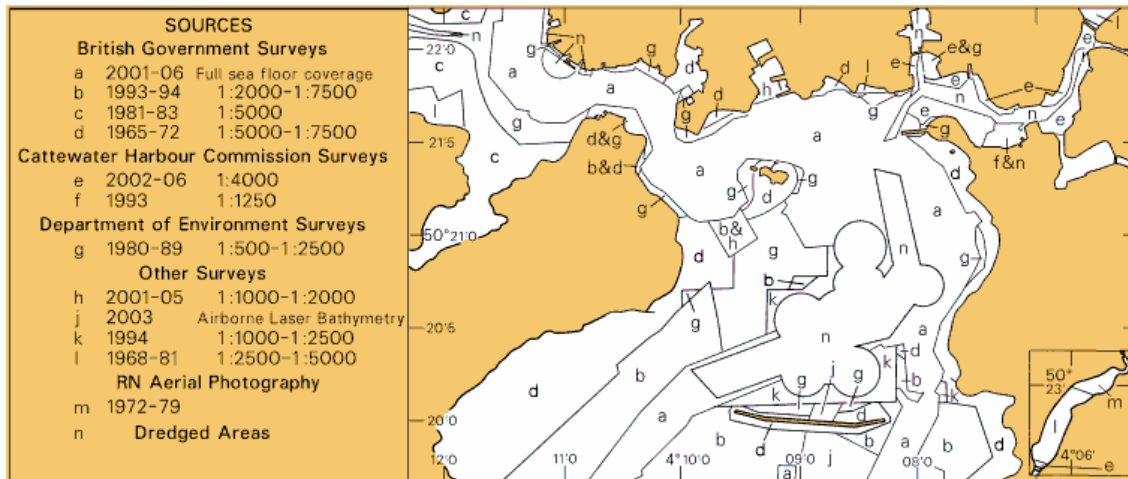 SOURCES
British Government Surveys
a 2001-06 Full sea floor coverage
b 1993-94 1:2000-1:7500
c 1981-83 1:5000
d 1965-72 1:5000-1:7500
Cattewater Harbour Commission Surveys
e 2002-06 1:4000
f 1993 1:1250
Department of Environment Surveys
g 1980-89 1:500-1:2500
Other Surveys
h 2001-05 1:1000-1:2000
j 2003 Airborne Laser Bathymetry
k 1994 1:1000-1:2500
l 1968-81 1:2500-1:5000
RN Aerial Photography
m 1972-79
n Dredged Areas
c n g n g d g d l e n e&g e l
22'0
c a a h d g e n e e e
l g g d a e g
21'5
c d&g b&d a f&n d
g g d g a
50° 21'0
b& h
g n
d b k g
20'5
g n a
d b j k d
a k g g b k
20'0
b d d b a b d
j a
12'0 11'0 4° 10'0 09'0 08'0
50° 23'
m
l
4° 06'
e